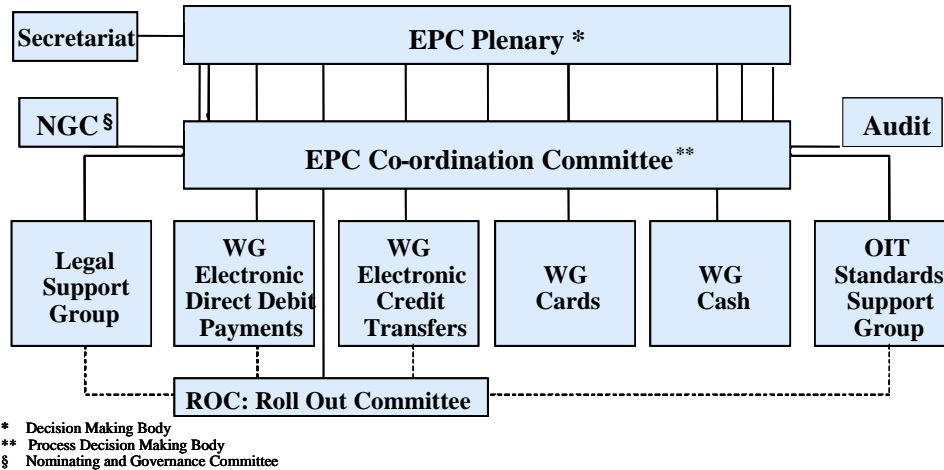 Secretariat
EPC Plenary *
NGC §
Audit
EPC Co-ordination Committee **
Legal
Support
Group
WG
Electronic
Direct Debit
Payments
WG
Electronic
Credit
Transfers
WG
Cards
WG
Cash
OIT
Standards
Support
Group
ROC: Roll Out Committee
* Decision Making Body
** Process Decision Making Body
§ Nominating and Governance Committee